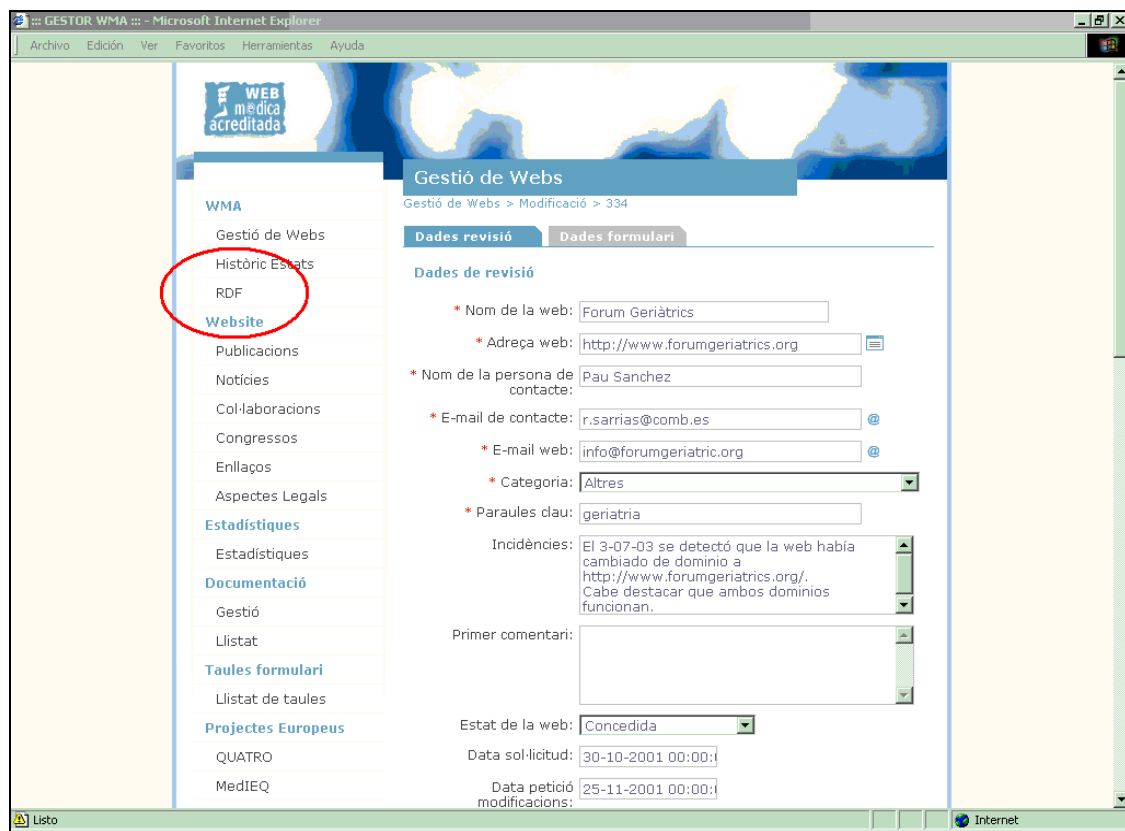 ::: GESTOR WMA ::: - Microsoft Internet Explorer
Archivo Edición Ver Favoritos Herramientas Ayuda
WEB
mèdica
acreditada
Gestió de Webs
Gestió de Webs > Modificació > 334
WMA
Gestió de Webs
Històric Estats
RDF
Website
Publicacions
Notícies
Col·laboracions
Congressos
Enllaços
Aspectes Legals
Estadístiques
Estadístiques
Documentació
Gestió
Llistat
Taules formulari
Llistat de taules
Projectes Europeus
QUATRO
MedIEQ
Dades revisió Dades formulari
Dades de revisió
* Nom de la web: Forum Geriàtrics
* Adreça web: http://www.forumgeriatrics.org
* Nom de la persona de
contacte: Pau Sanchez
* E-mail de contacte: r.sarrias@comb.es @
* E-mail web: info@forumgeriatric.org @
* Categoria: Altres
* Paraules clau: geriatria
Incidències: El 3-07-03 se detectó que la web había
cambiado de dominio a
http://www.forumgeriatrics.org/.
Cabe destacar que ambos dominios
funcionan.
Primer comentari:
Estat de la web: Concedida
Data sol·licitud: 30-10-2001 00:00:
Data petició
modificacions: 25-11-2001 00:00:
Listo
Internet